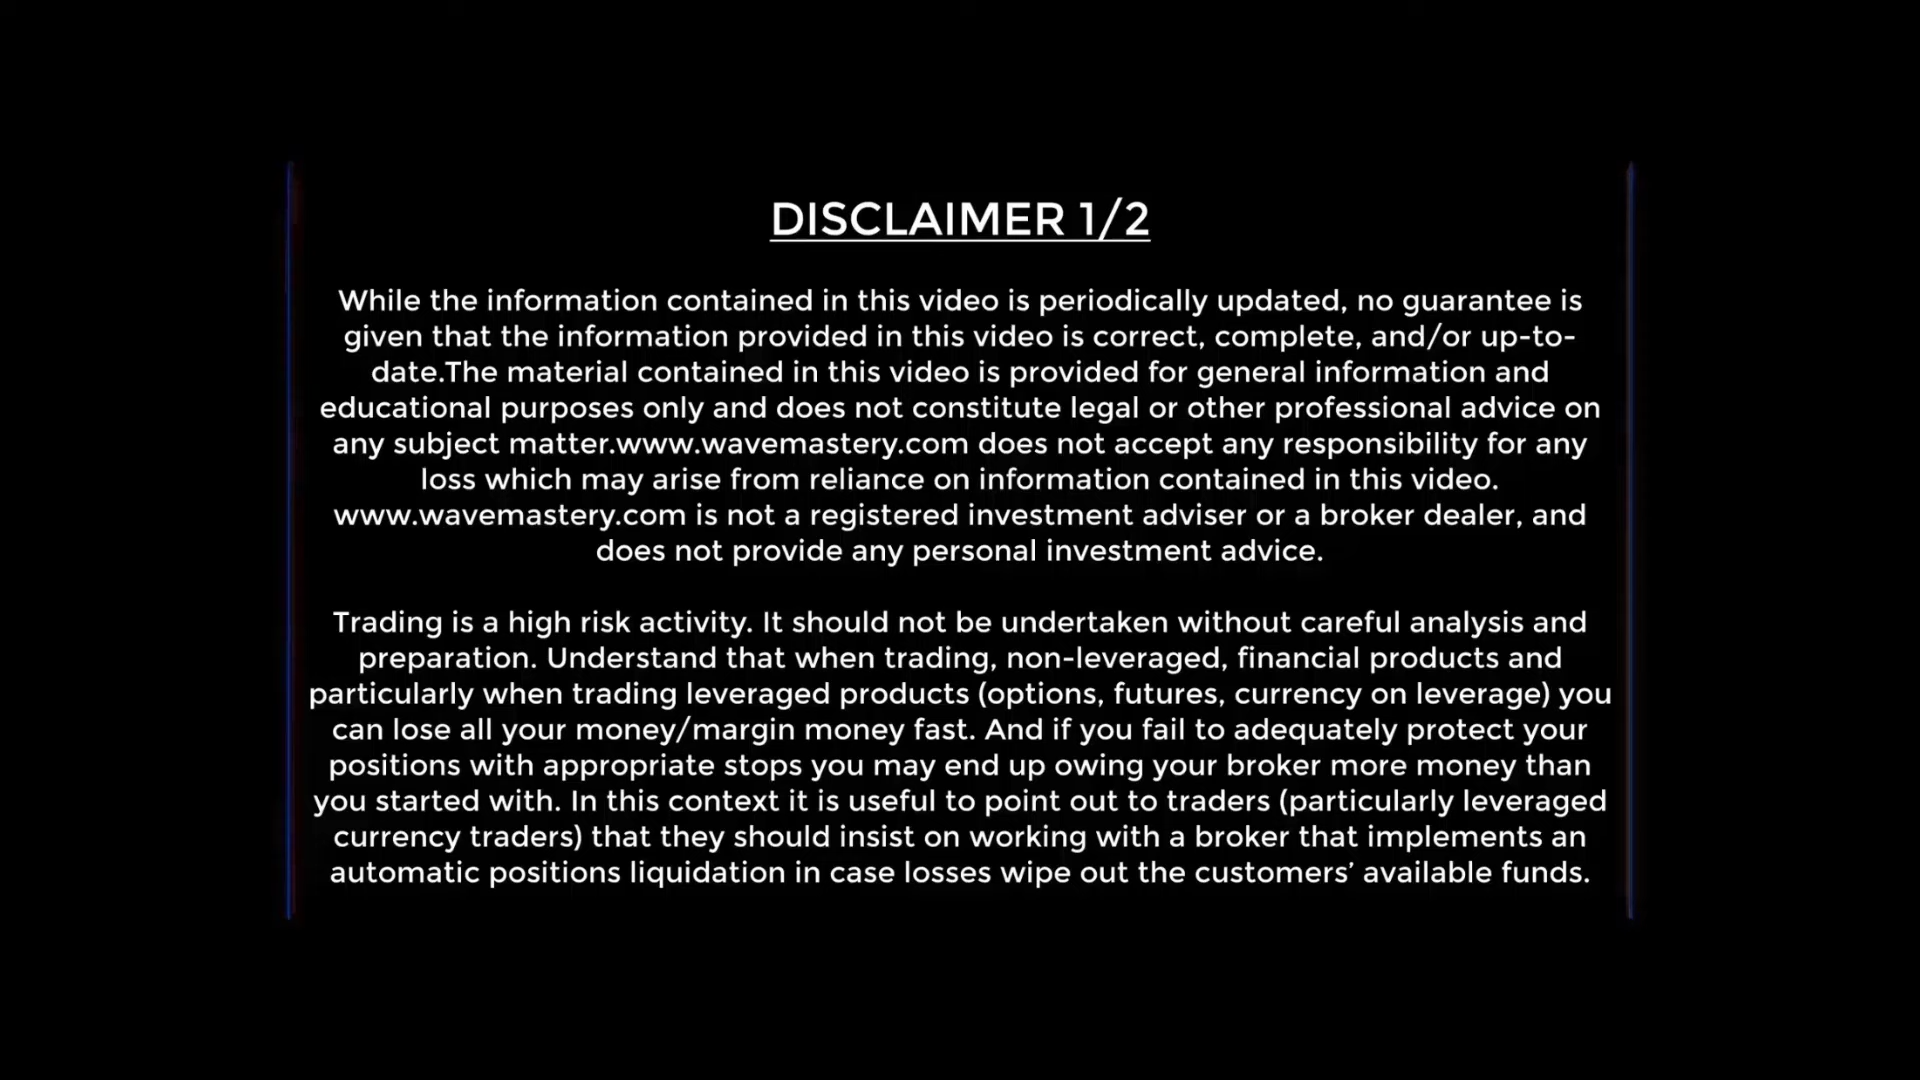 DISCLAIMER 1/2
While the information contained in this video is periodically updated, no guarantee is
given that the information provided in this video is correct, complete, and/or up-to-
date.The material contained in this video is provided for general information and
educational purposes only and does not constitute legal or other professional advice on
any subject matter.www.wavemastery.com does not accept any responsibility for any
loss which may arise from reliance on information contained in this video.
www.wavemastery.com is not a registered investment adviser or a broker dealer, and
does not provide any personal investment advice.
Trading is a high risk activity. It should not be undertaken without careful analysis and
preparation. Understand that when trading, non-leveraged, financial products and
particularly when trading leveraged products (options, futures, currency on leverage) you
can lose all your money/margin money fast. And if you fail to adequately protect your
positions with appropriate stops you may end up owing your broker more money than
you started with. In this context it is useful to point out to traders (particularly leveraged
currency traders) that they should insist on working with a broker that implements an
automatic positions liquidation in case losses wipe out the customers’ available funds.